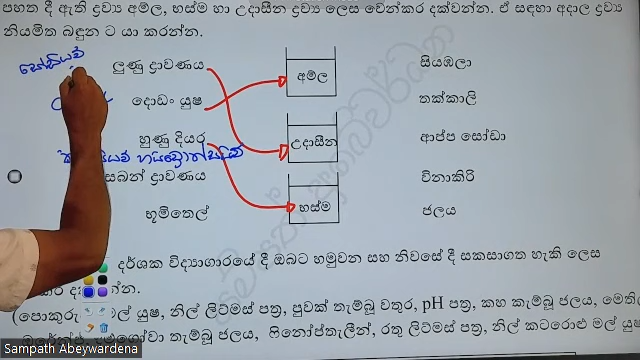 පහත දී ඇති ද්‍රව්‍ය අම්ල, භස්ම හා උදාසීන ද්‍රව්‍ය ලෙස වෙන්කර දක්වන්න. ඒ සඳහා අදාල ද්‍රව්‍ය
නියමිත බඳුන ට යා කරන්න.
සෝඩියම්
ලුණු ද්‍රාවණය
අම්ල
සියඹලා
දොඩං යුෂ
තක්කාලි
හුණු දියර
උදාසීන
ආප්ප සෝඩා
සබන් ද්‍රාවණය
විනාකිරි
භූමිතෙල්
භස්ම
ජලය
දර්ශක විද්‍යාගාරයේ දී ඔබට හමුවන සහ නිවසේ දී සකසාගත හැකි ලෙස
යුෂ, නිල් ලිට්මස් පත්‍ර, පුවක් තැම්බූ වතුර, pH පත්‍ර, කහ කැම්බූ ජලය,
තැම්බූ ජලය, ෆිනෝප්තැලීන්, රතු ලිට්මස් පත්‍ර, නිල් කටරොළු මල්
Sampath Abeywardena